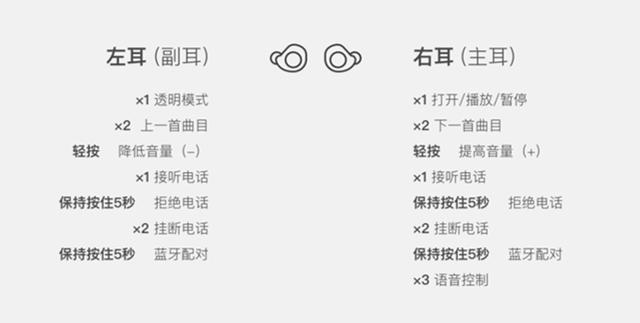 左耳（副耳）
×1 透明模式
×2 上一首曲目
轻按 降低音量（-）
×1 接听电话
保持按住5秒 拒绝电话
×2 挂断电话
保持按住5秒 蓝牙配对
右耳（主耳）
×1 打开/播放/暂停
×2 下一首曲目
轻按 提高音量（+）
×1 接听电话
保持按住5秒 拒绝电话
×2 挂断电话
保持按住5秒 蓝牙配对
×3 语音控制